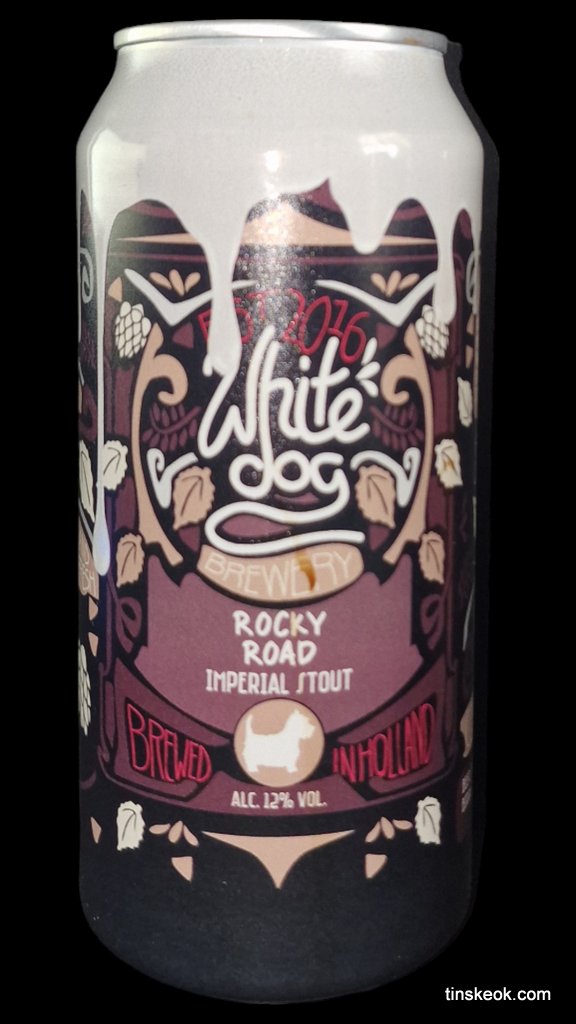 EST 2016
White
dog
BREWERY
ROCKY
ROAD
IMPERIAL STOUT
BREWED IN HOLLAND
ALC. 12% VOL.
tinskeok.com